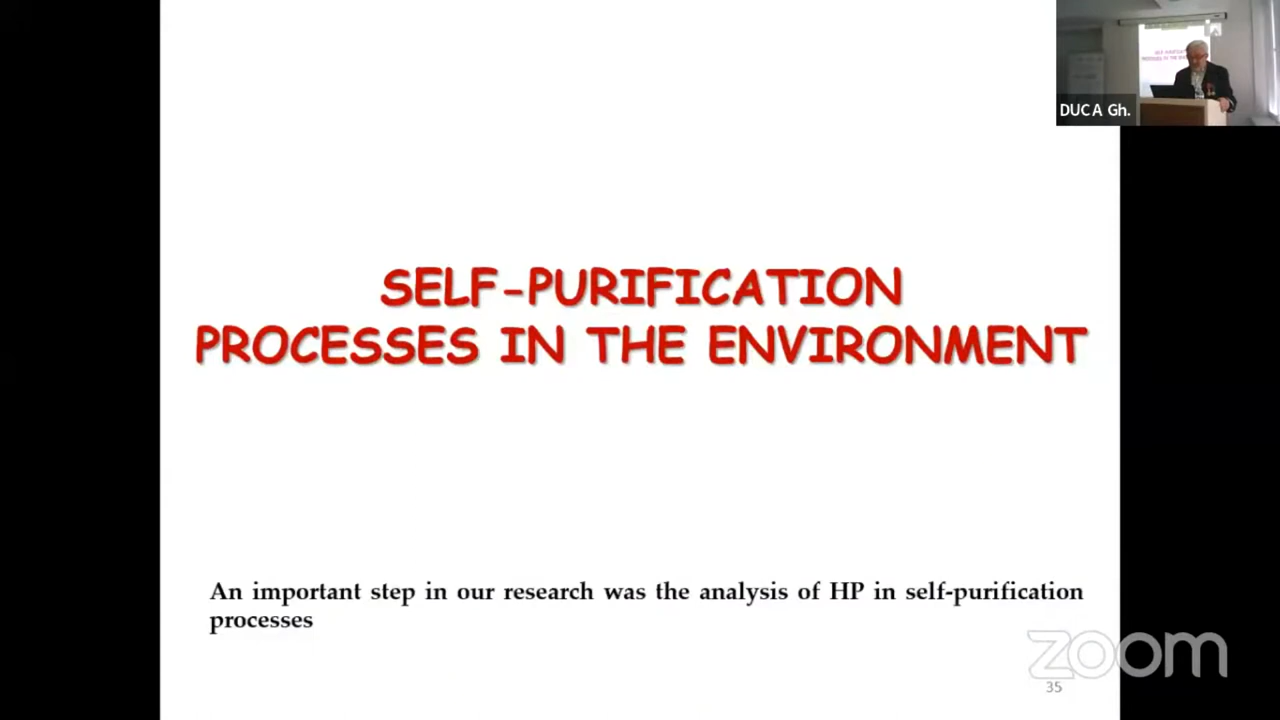 DUCA Gh.
SELF-PURIFICATION
PROCESSES IN THE ENVIRONMENT
An important step in our research was the analysis of HP in self-purification
processes
zoom
35